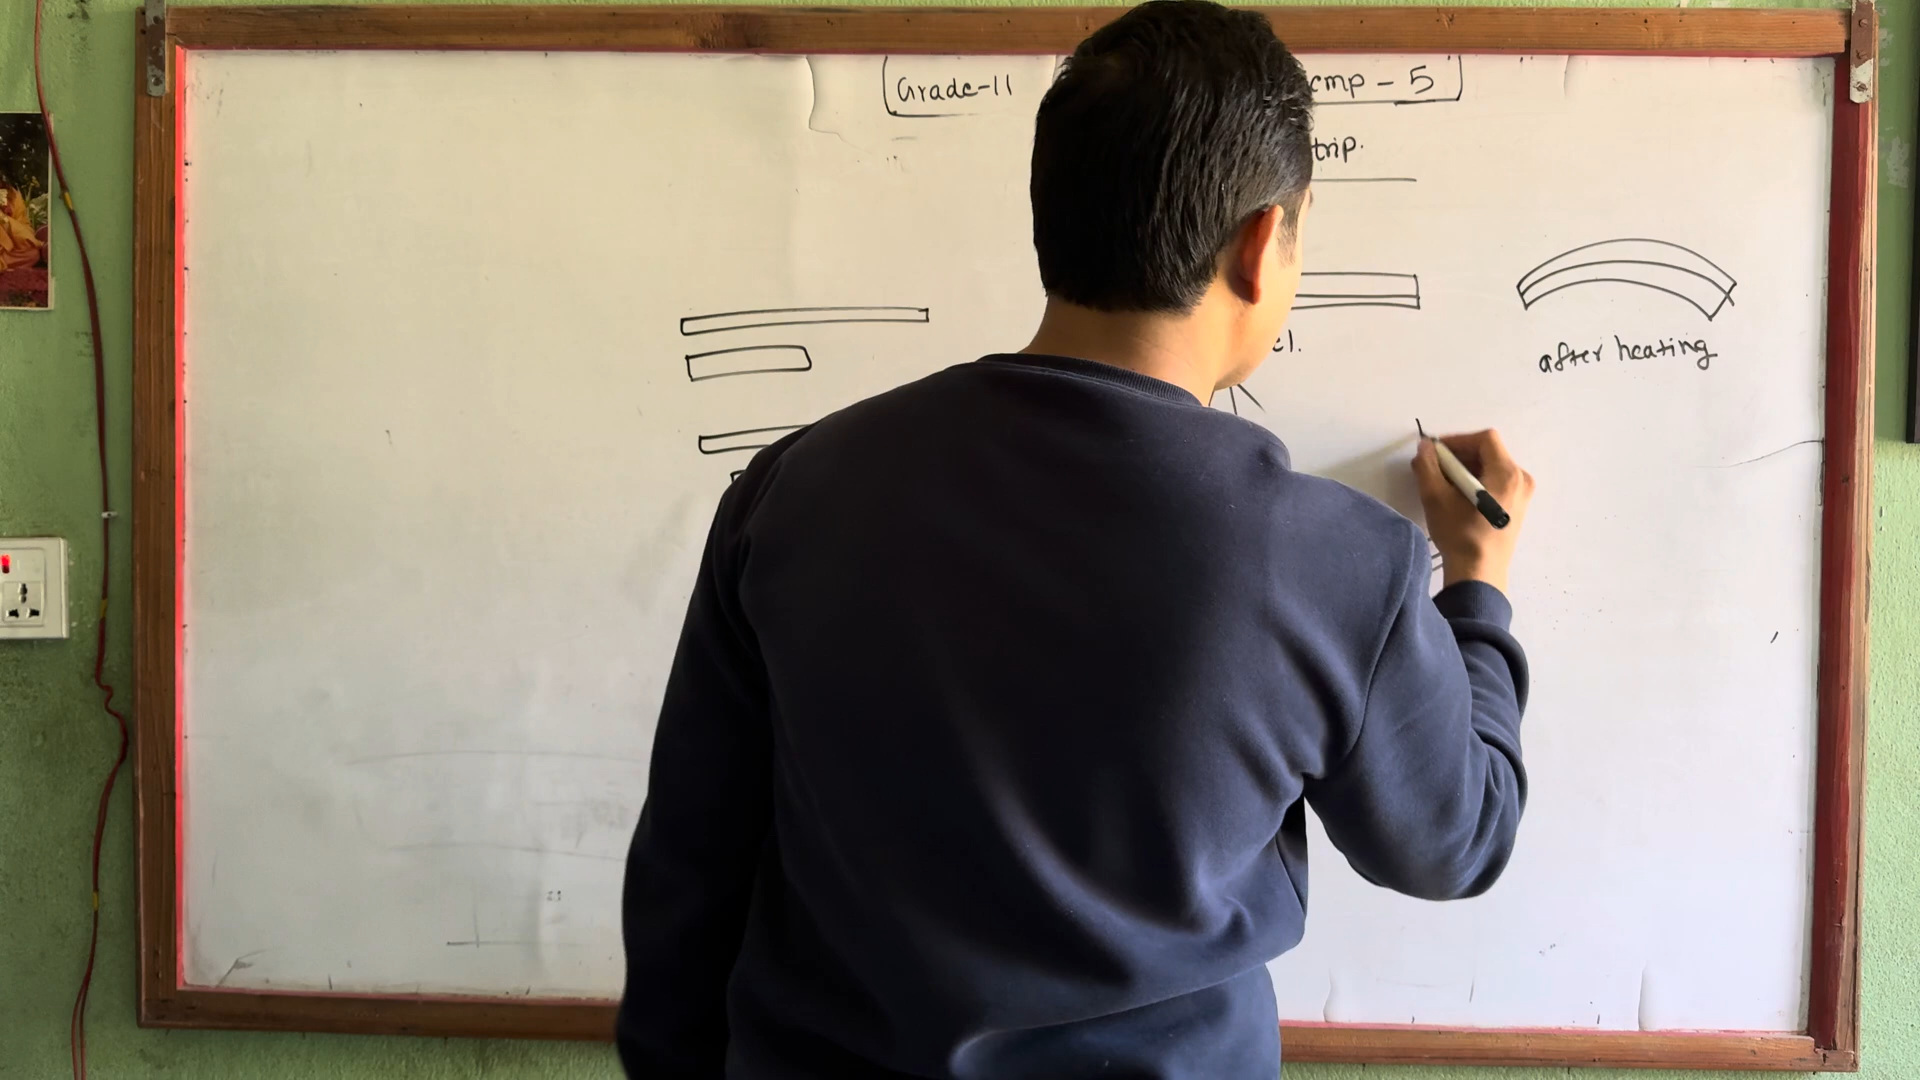 Grade-11
cmp - 5
trip.
el.
after heating